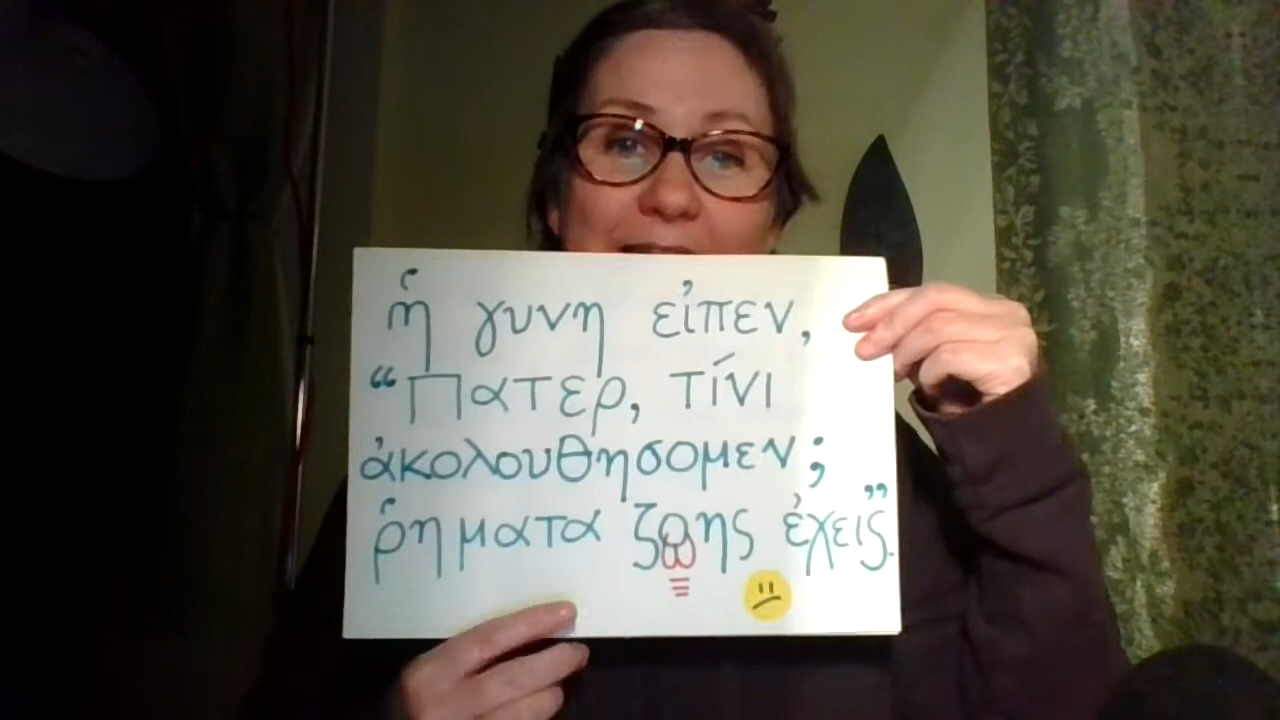 ἡ γυνη εἰπεν,
“Πατερ, τίνι
ἀκολουθησομεν;
ῥηματα ζωης ἐχεις.”